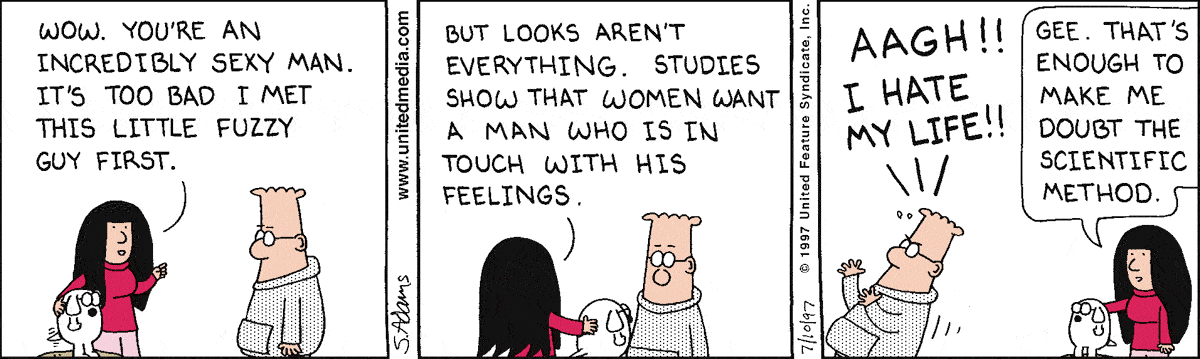 WOW. YOU'RE AN
INCREDIBLY SEXY MAN.
IT'S TOO BAD I MET
THIS LITTLE FUZZY
GUY FIRST.
www.unitedmedia.com
S.Adams
BUT LOOKS AREN'T
EVERYTHING. STUDIES
SHOW THAT WOMEN WANT
A MAN WHO IS IN
TOUCH WITH HIS
FEELINGS.
7/10/97 © 1997 United Feature Syndicate, Inc.
AAGH!!
I HATE
MY LIFE!!
GEE. THAT'S
ENOUGH TO
MAKE ME
DOUBT THE
SCIENTIFIC
METHOD.